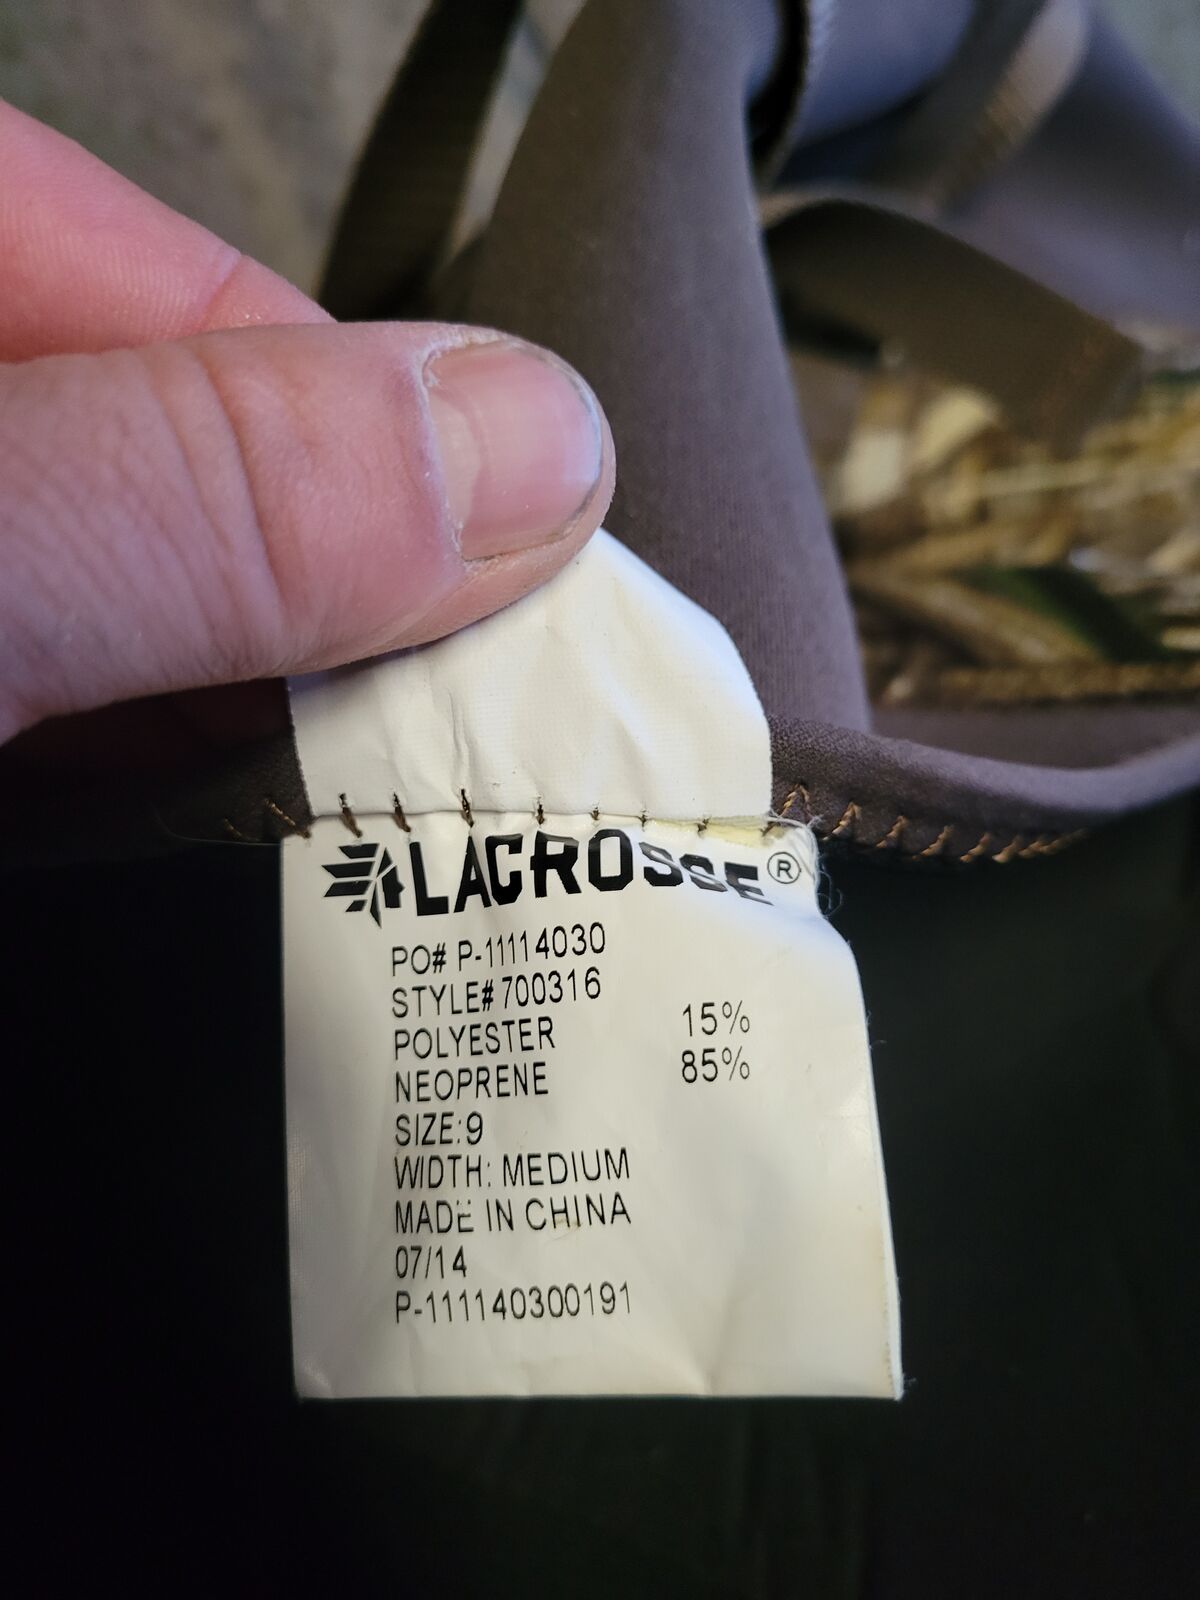 LACROSSE®
PO# P-11114030
STYLE# 700316
POLYESTER 15%
NEOPRENE 85%
SIZE:9
WIDTH: MEDIUM
MADE IN CHINA
07/14
P-111140300191